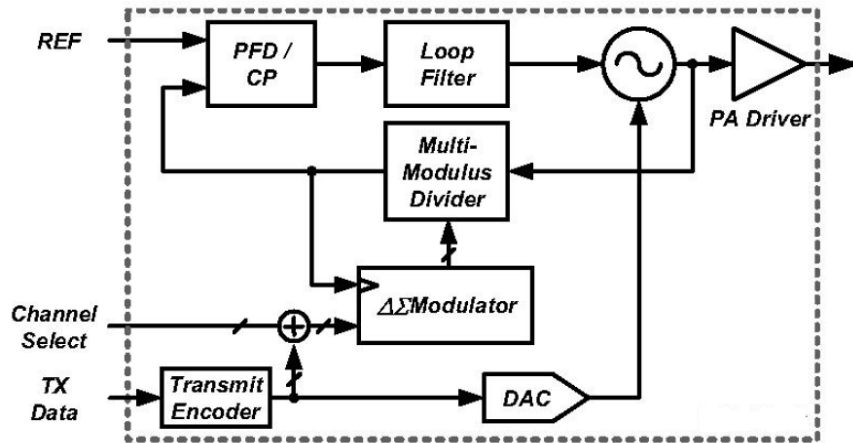 REF
PFD /
CP
Loop
Filter
PA Driver
Multi-
Modulus
Divider
ΔΣModulator
Channel
Select
TX
Data
Transmit
Encoder
DAC